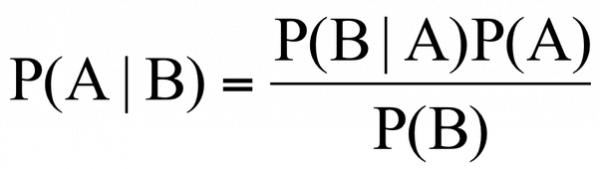 P(A | B) = P(B | A)P(A)
P(B)